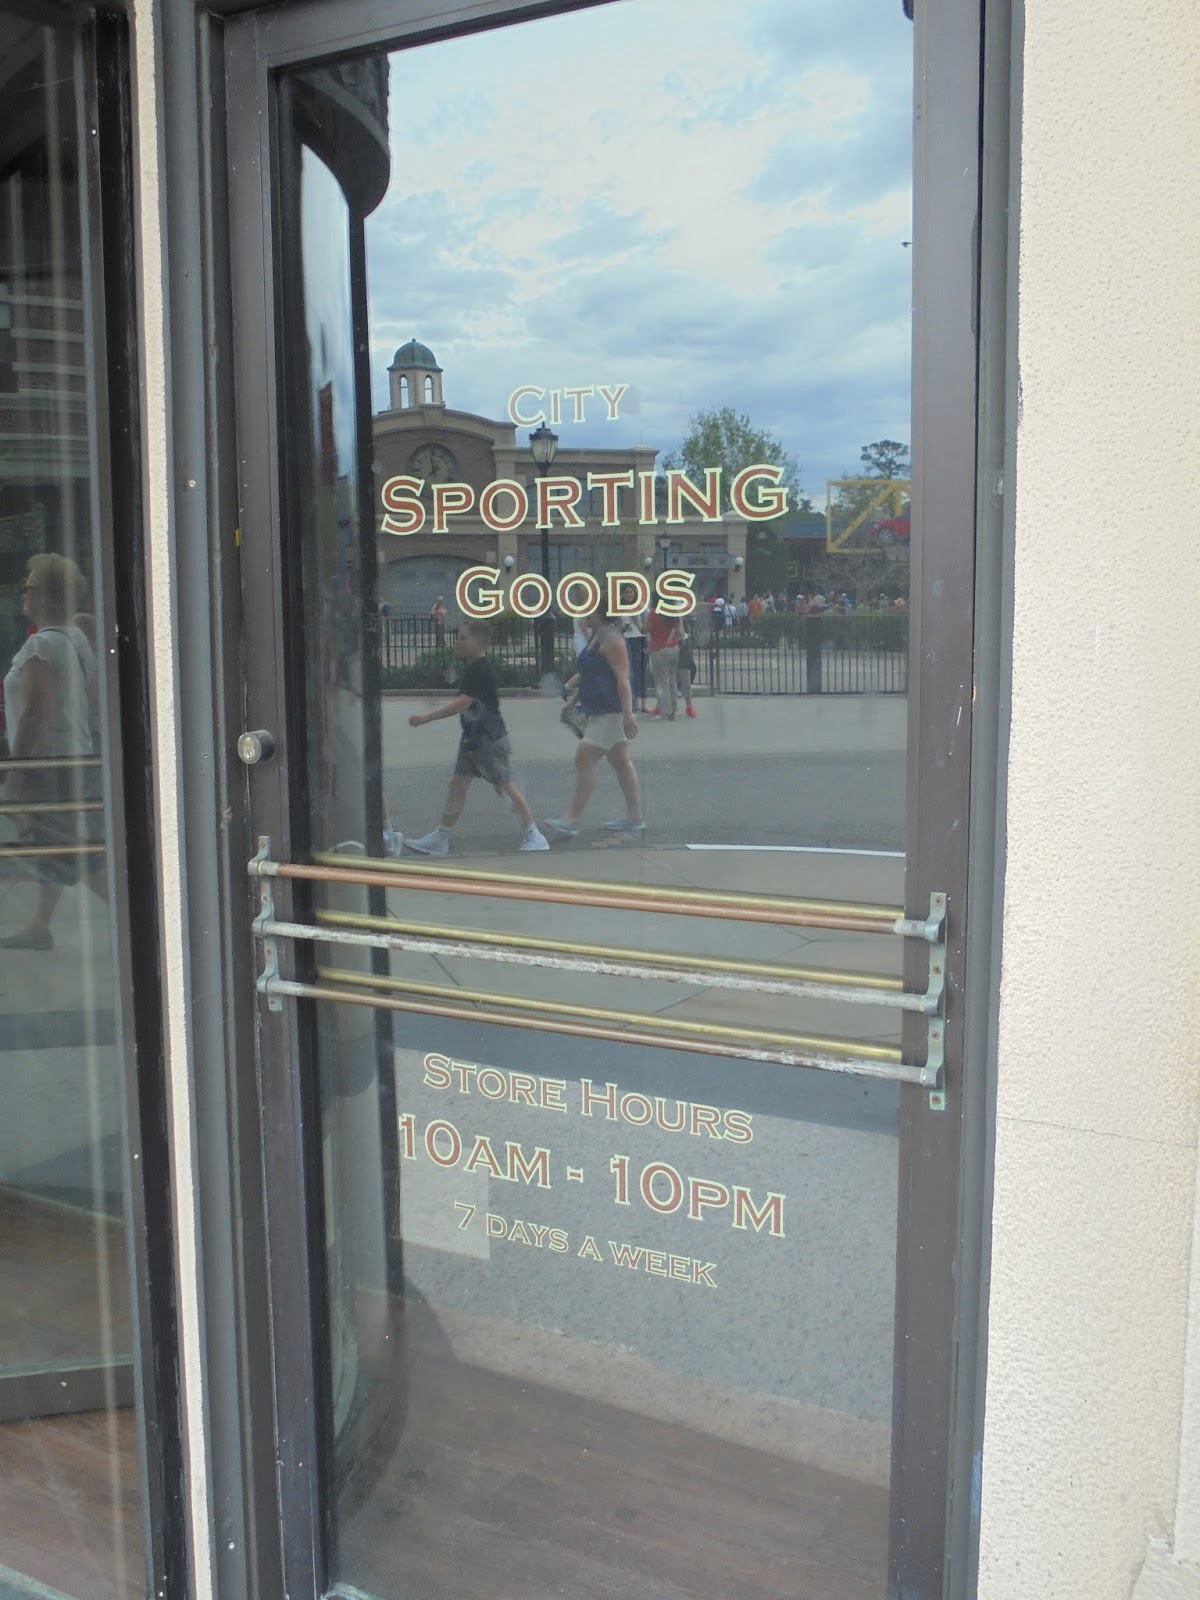 City
Sporting
Goods
Store Hours
10am - 10pm
7 days a week